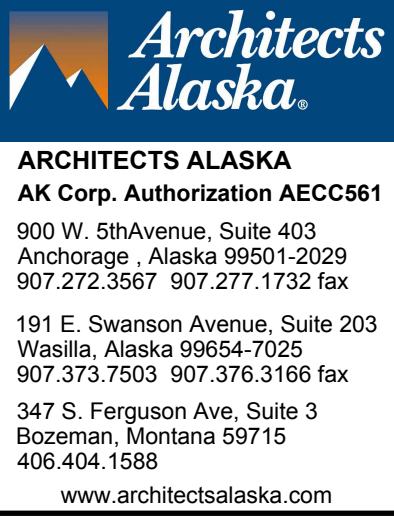 Architects
Alaska®
ARCHITECTS ALASKA
AK Corp. Authorization AECC561
900 W. 5thAvenue, Suite 403
Anchorage , Alaska 99501-2029
907.272.3567 907.277.1732 fax
191 E. Swanson Avenue, Suite 203
Wasilla, Alaska 99654-7025
907.373.7503 907.376.3166 fax
347 S. Ferguson Ave, Suite 3
Bozeman, Montana 59715
406.404.1588
www.architectsalaska.com